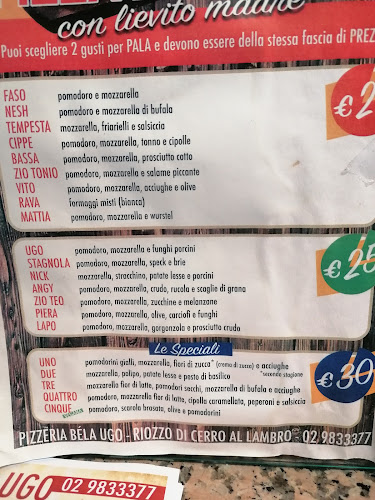 con lievito madre
Puoi scegliere 2 gusti per PALA e devono essere della stessa fascia di PREZ
FASO pomodoro e mozzarella
NESH pomodoro e mozzarella di bufala
TEMPESTA mozzarella, friarielli e salsiccia
CIPPE pomodoro, mozzarella, tonno e cipolle
BASSA pomodoro, mozzarella, prosciutto cotto
ZIO TONIO pomodoro, mozzarella e salame piccante
VITO pomodoro, mozzarella, acciughe e olive
RAVA formaggi misti (bianca)
MATTIA pomodoro, mozzarella e wurstel
€ 2
UGO pomodoro, mozzarella e funghi porcini
STAGNOLA pomodoro, mozzarella, speck e brie
NICK mozzarella, stracchino, patate lesse e porcini
ANGY pomodoro, mozzarella, crudo, rucola e scaglie di grana
ZIO TEO pomodoro, mozzarella, zucchine e melanzane
PIERA pomodoro, mozzarella, olive, carciofi e funghi
LAPO pomodoro, mozzarella, gorgonzola e prosciutto crudo
€ 25
Le Speciali
UNO pomodorini gialli, mozzarella, fiori di zucca* (crema di zucca) e acciughe
*secondo stagione
DUE mozzarella, polipo, patate lesse e pesto di basilico
TRE mozzarella fior di latte, pomodori secchi, mozzarella di bufala e acciughe
QUATTRO pomodoro, mozzarella fior di latte, cipolla caramellata, peperoni e salsiccia
CINQUE pomodoro, scarola brasata, olive e pomodorini
€ 30
PIZZERIA BÈLA UGO - RIOZZO DI CERRO AL LAMBRO - 02 9833377
UGO 02 9833377